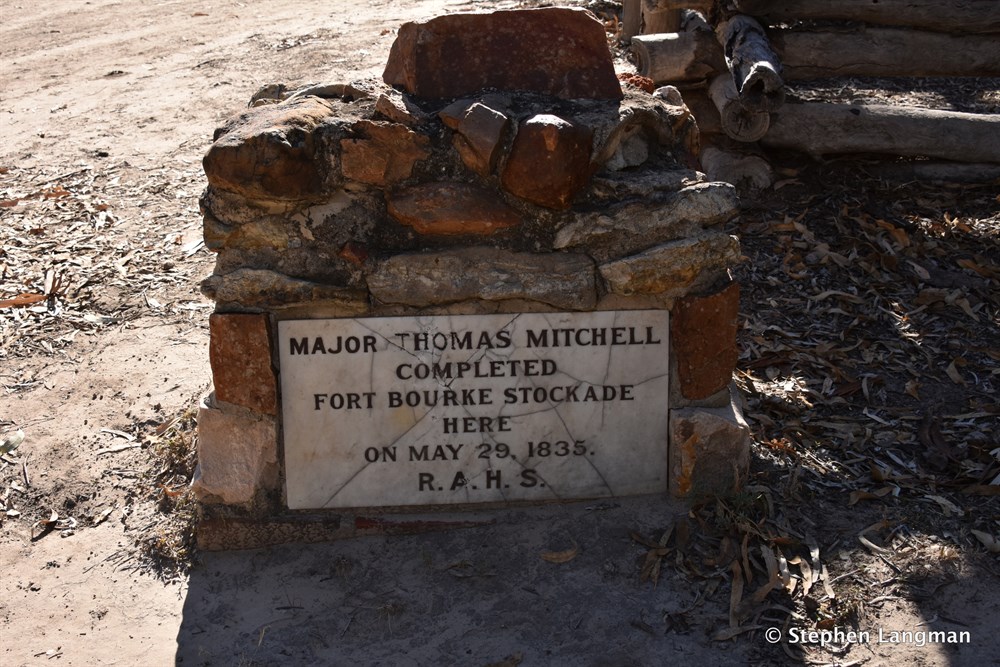 MAJOR THOMAS MITCHELL
COMPLETED
FORT BOURKE STOCKADE
HERE
ON MAY 29, 1835.
R.A.H.S.
© Stephen Langman